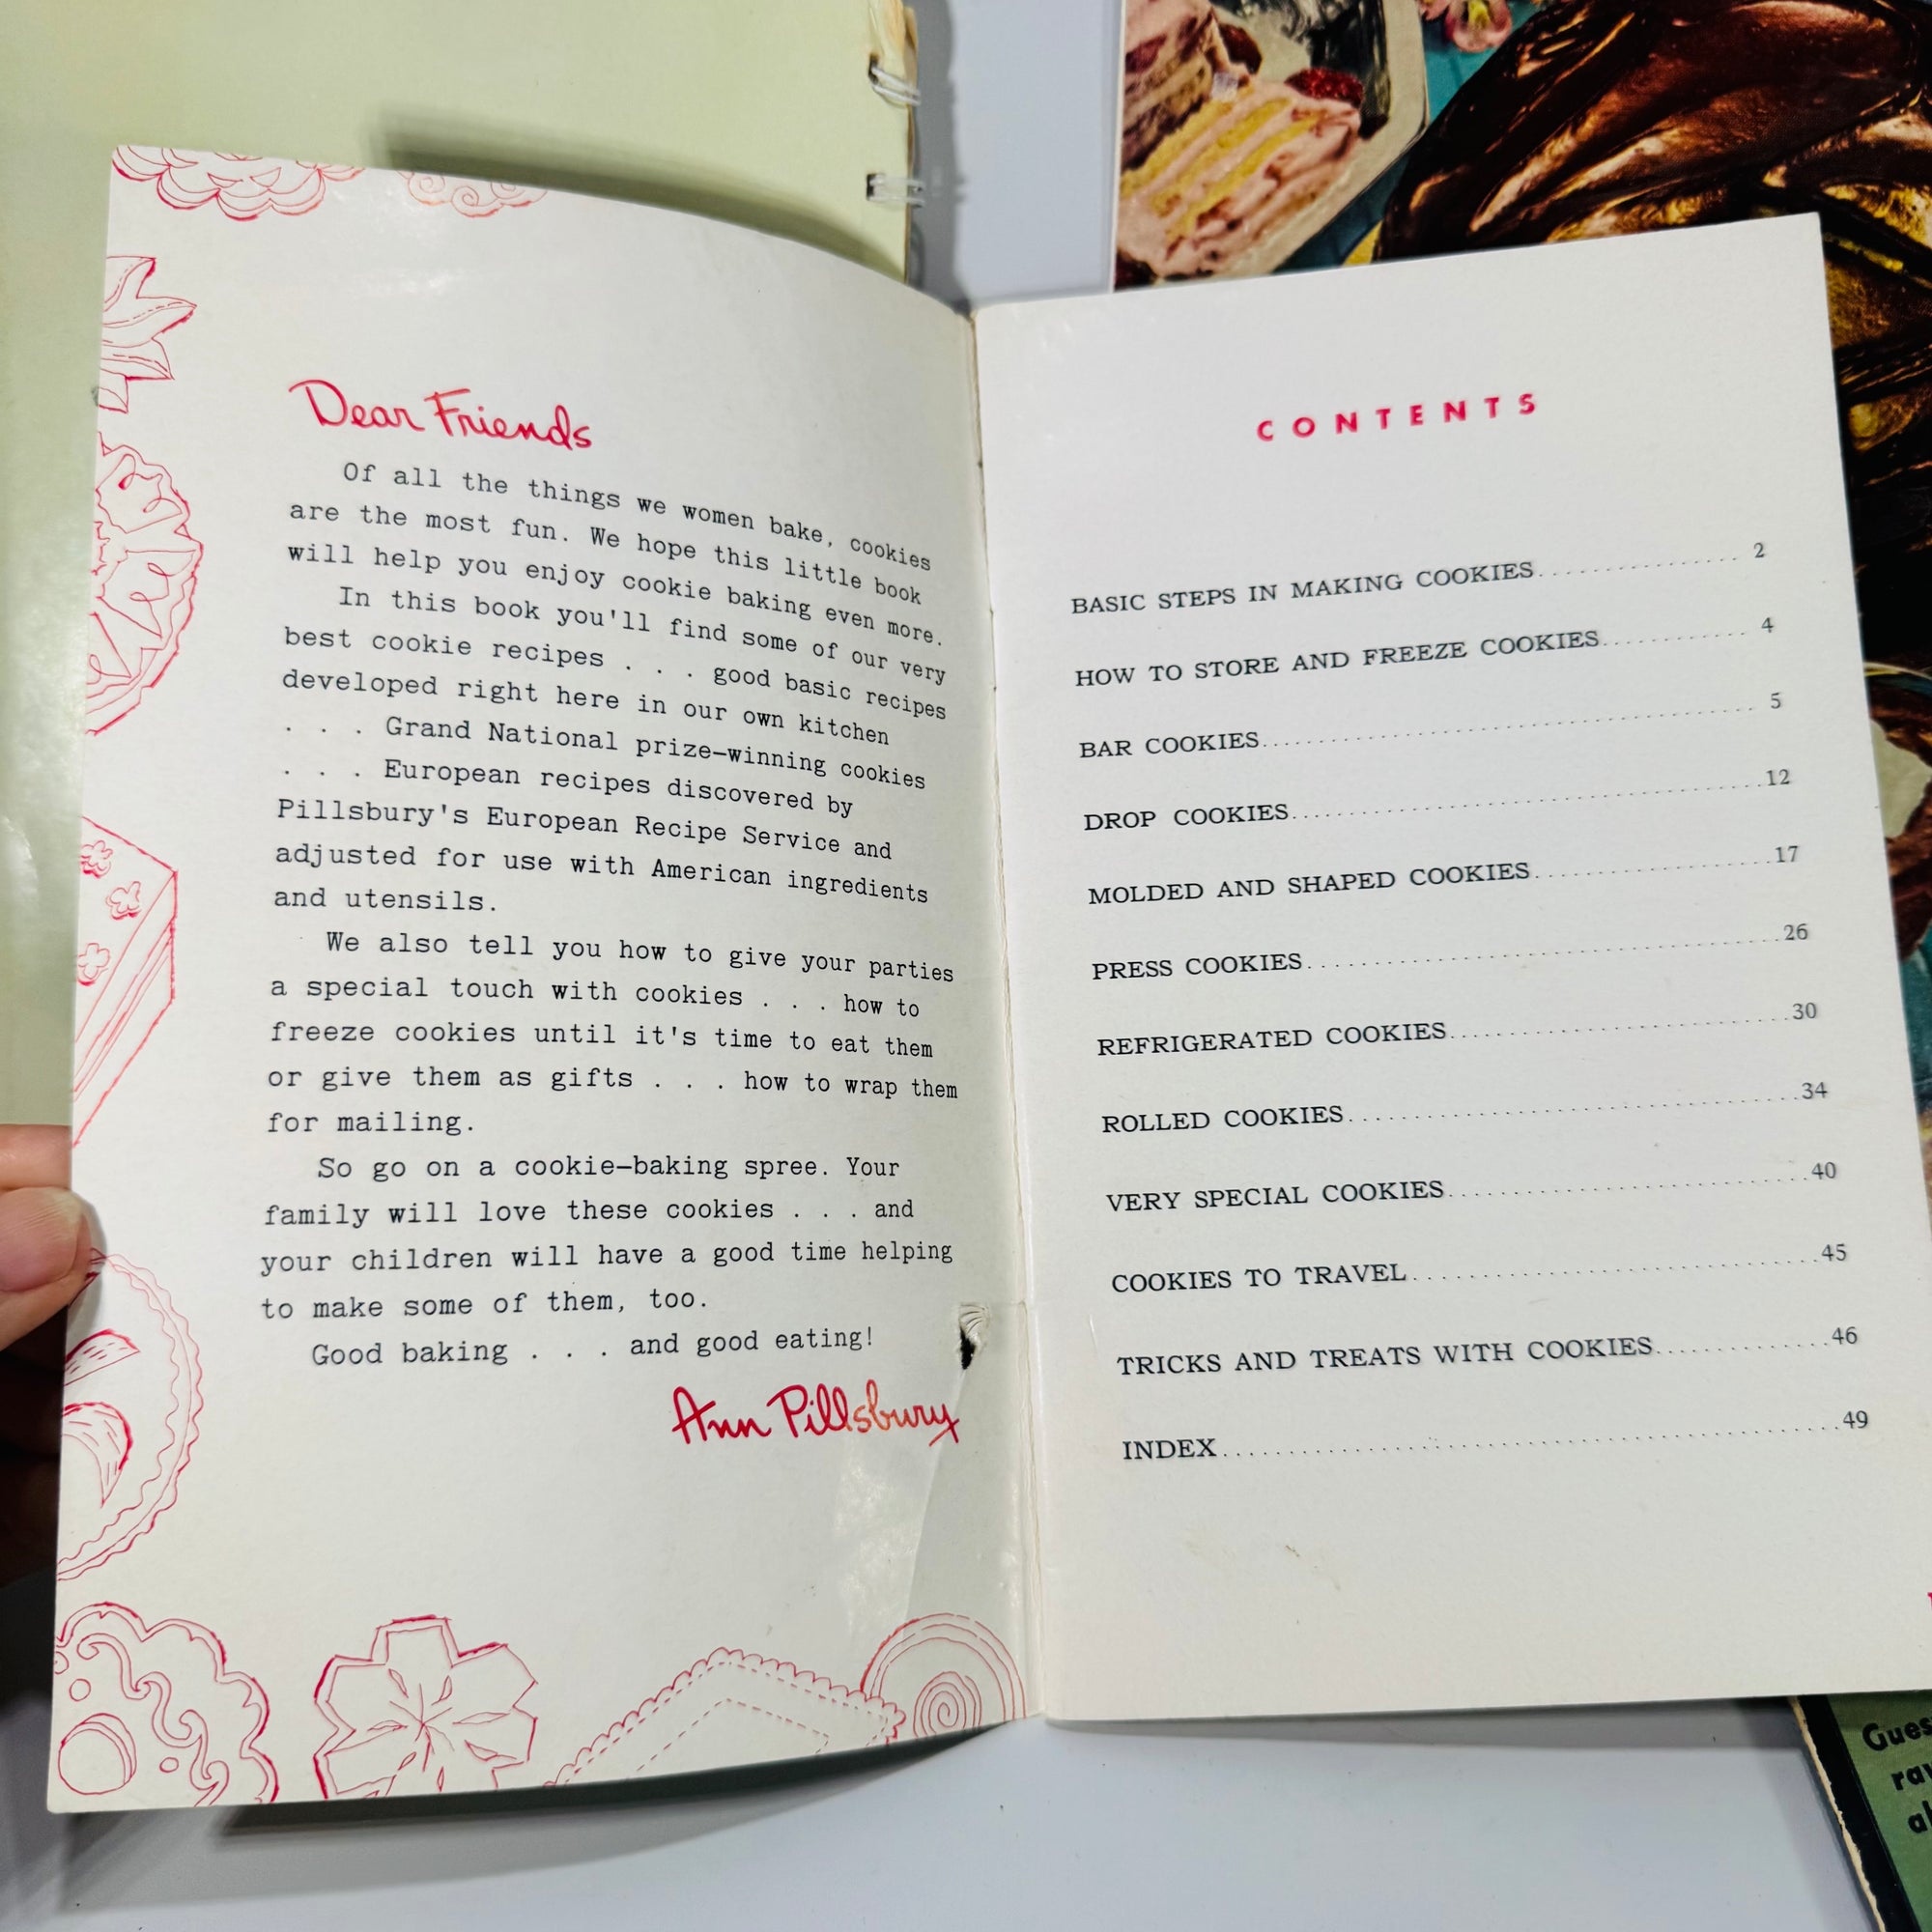 Dear Friends
Of all the things we women bake, cookies
are the most fun. We hope this little book
will help you enjoy cookie baking even more.
In this book you'll find some of our very
best cookie recipes . . . good basic recipes
developed right here in our own kitchen
. . . Grand National prize-winning cookies
. . . European recipes discovered by
Pillsbury's European Recipe Service and
adjusted for use with American ingredients
and utensils.
We also tell you how to give your parties
a special touch with cookies . . . how to
freeze cookies until it's time to eat them
or give them as gifts . . . how to wrap them
for mailing.
So go on a cookie-baking spree. Your
family will love these cookies . . . and
your children will have a good time helping
to make some of them, too.
Good baking . . . and good eating!
Ann Pillsbury
CONTENTS
BASIC STEPS IN MAKING COOKIES.................. 2
HOW TO STORE AND FREEZE COOKIES............ 4
BAR COOKIES.......................................... 5
DROP COOKIES........................................12
MOLDED AND SHAPED COOKIES....................17
PRESS COOKIES.......................................26
REFRIGERATED COOKIES............................30
ROLLED COOKIES.....................................34
VERY SPECIAL COOKIES.............................40
COOKIES TO TRAVEL.................................45
TRICKS AND TREATS WITH COOKIES..............46
INDEX..................................................49